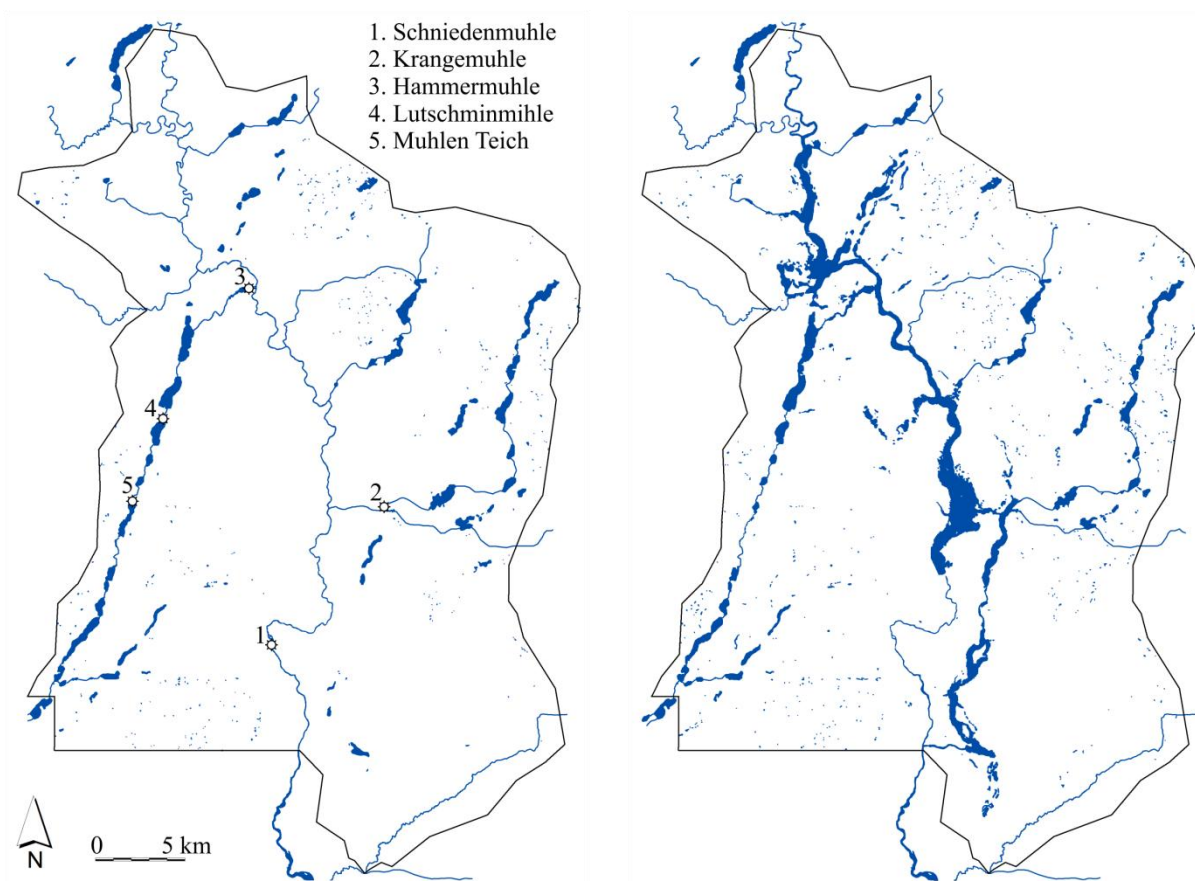 1. Schniedenmuhle
2. Krangemuhle
3. Hammermuhle
4. Lutschminmihle
5. Muhlen Teich
3
4
5
2
1
N
0 5 km